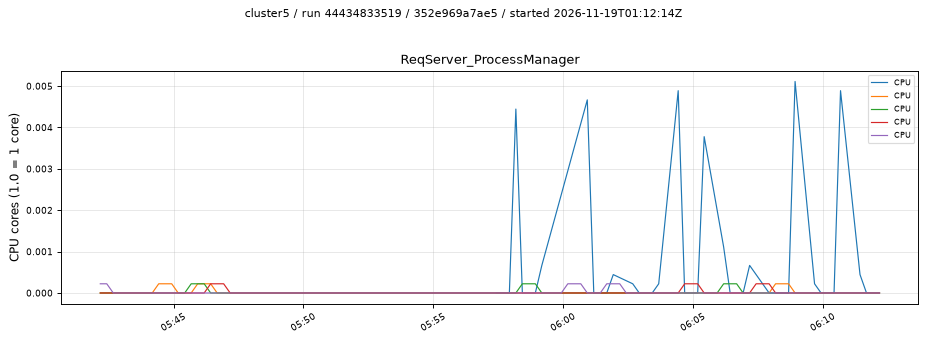 cluster5 / run 44434833519 / 352e969a7ae5 / started 2026-11-19T01:12:14Z
ReqServer_ProcessManager
CPU cores (1.0 = 1 core)
0.005
0.004
0.003
0.002
0.001
0.000
CPU
CPU
CPU
CPU
CPU
05:45
05:50
05:55
06:00
06:05
06:10